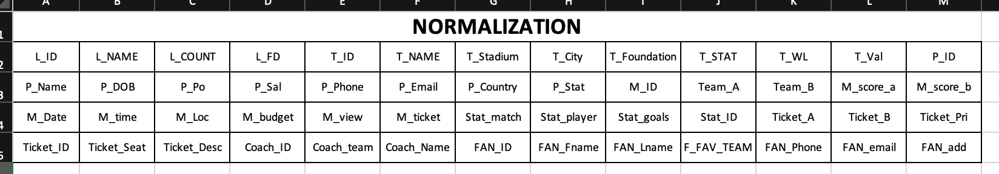 A B C D E F G H I J K L M
1 NORMALIZATION
2 L_ID L_NAME L_COUNT L_FD T_ID T_NAME T_Stadium T_City T_Foundation T_STAT T_WL T_Val P_ID
3 P_Name P_DOB P_Po P_Sal P_Phone P_Email P_Country P_Stat M_ID Team_A Team_B M_score_a M_score_b
4 M_Date M_time M_Loc M_budget M_view M_ticket Stat_match Stat_player Stat_goals Stat_ID Ticket_A Ticket_B Ticket_Pri
5 Ticket_ID Ticket_Seat Ticket_Desc Coach_ID Coach_team Coach_Name FAN_ID FAN_Fname FAN_Lname F_FAV_TEAM FAN_Phone FAN_email FAN_add